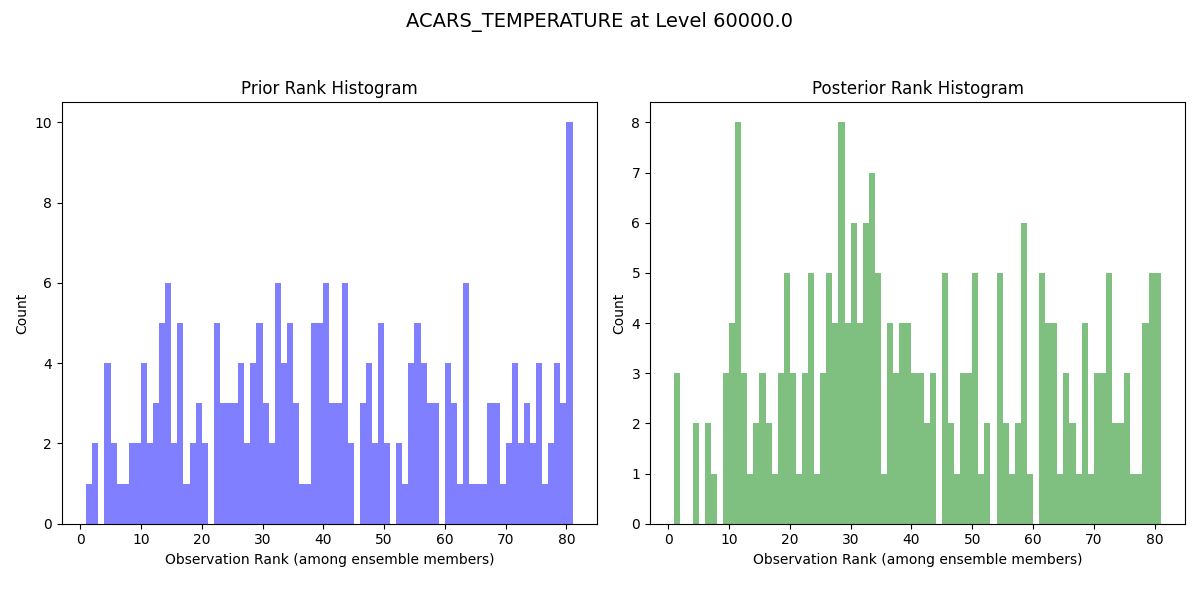 ACARS_TEMPERATURE at Level 60000.0
Prior Rank Histogram
Count
10
8
6
4
2
0
0 10 20 30 40 50 60 70 80
Observation Rank (among ensemble members)
Posterior Rank Histogram
Count
8
7
6
5
4
3
2
1
0
0 10 20 30 40 50 60 70 80
Observation Rank (among ensemble members)